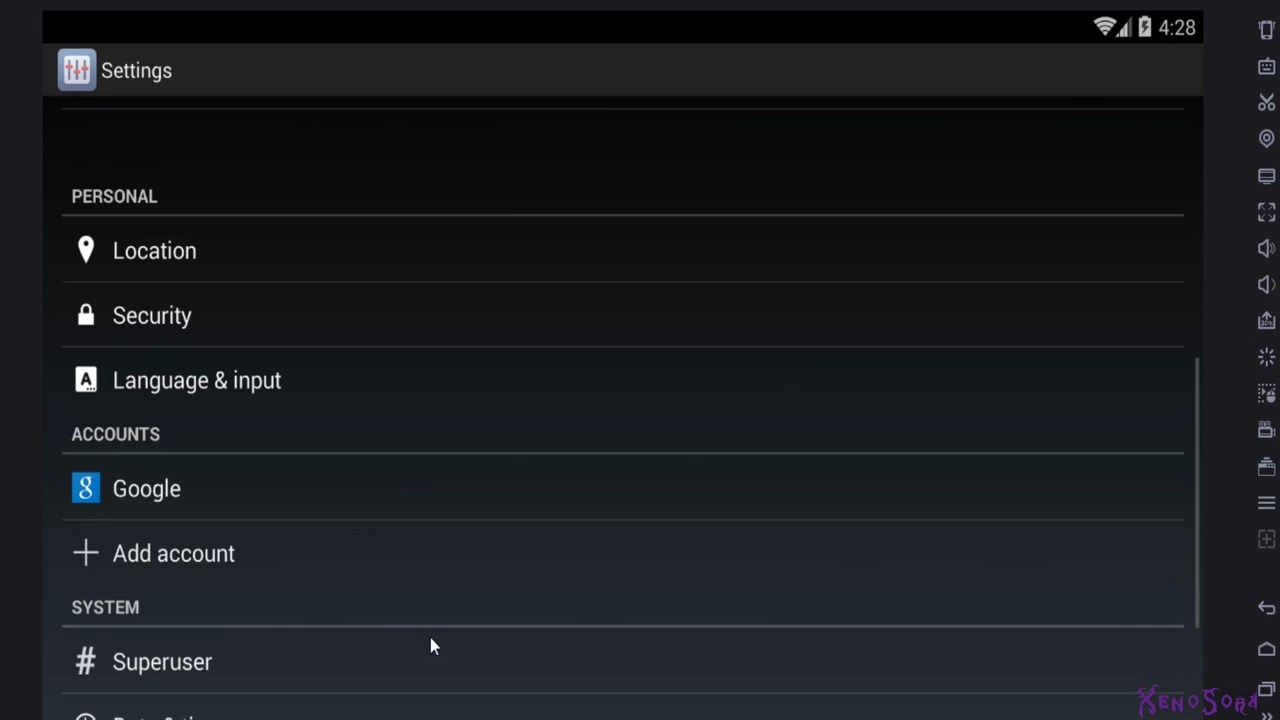 4:28
Settings
PERSONAL
Location
Security
Language & input
ACCOUNTS
g Google
Add account
SYSTEM
# Superuser
XenoSora